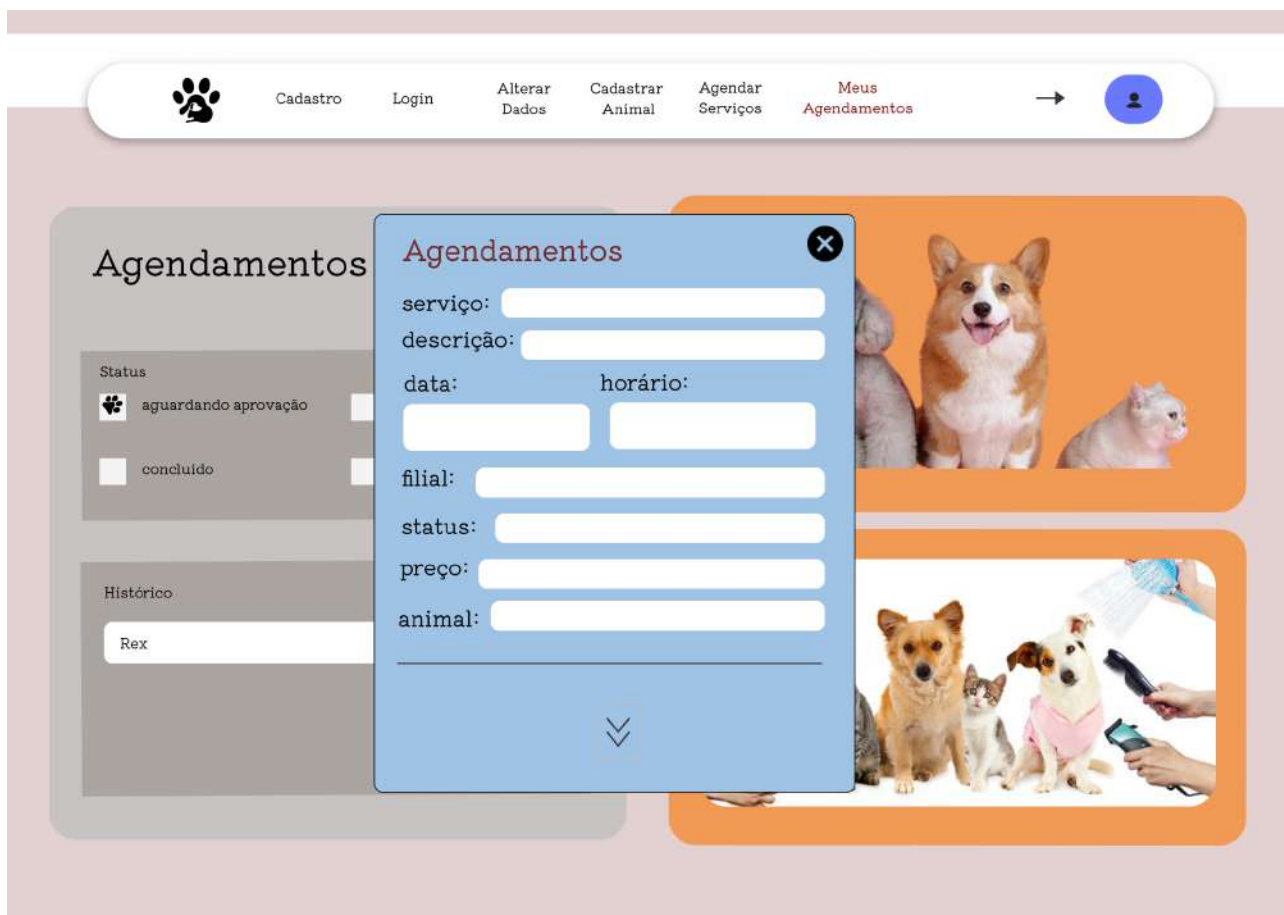 Cadastro
Login
Alterar
Dados
Cadastrar
Animal
Agendar
Serviços
Meus
Agendamentos
Agendamentos
Status
aguardando aprovação
concluido
Histórico
Rex
Agendamentos
serviço:
descrição:
data: horário:
filial:
status:
preço:
animal: